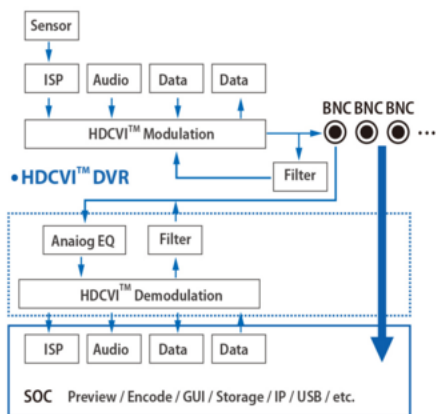 Sensor
ISP Audio Data Data
BNC BNC BNC
HDCVI™ Modulation
...
Filter
•HDCVI™ DVR
Anaiog EQ Filter
HDCVI™ Demodulation
ISP Audio Data Data
SOC Preview / Encode / GUI / Storage / IP / USB / etc.